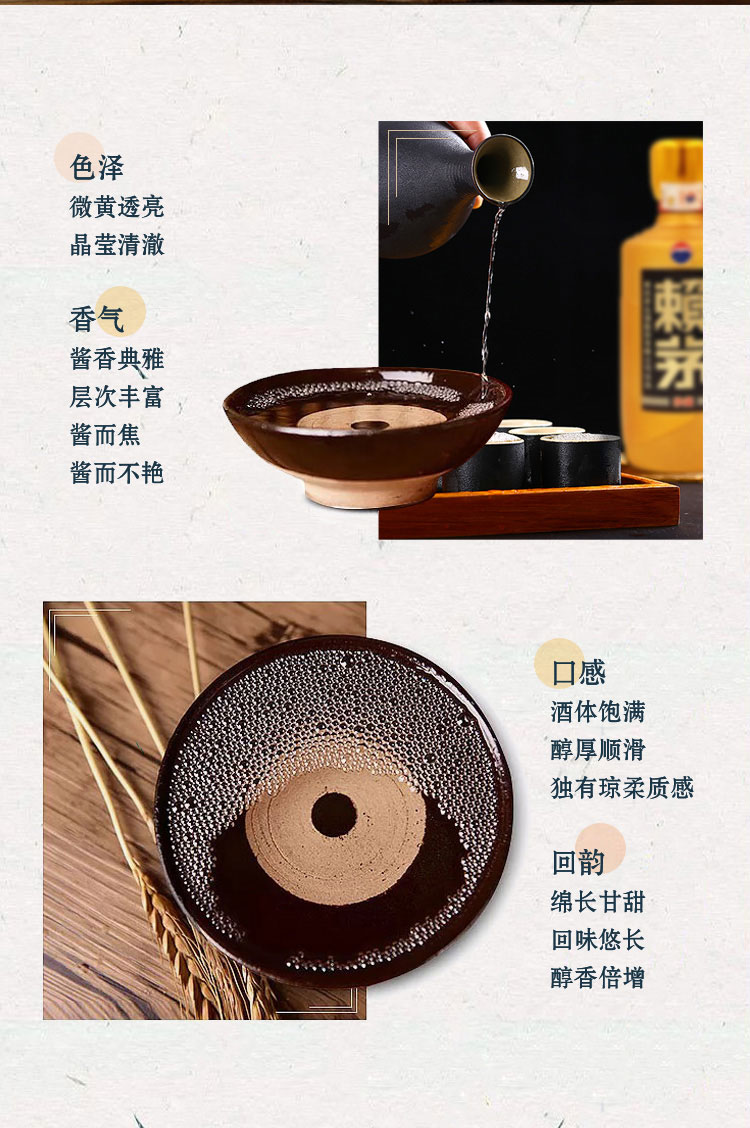 色泽
微黄透亮
晶莹清澈
香气
酱香典雅
层次丰富
酱而焦
酱而不艳
賴茅
口感
酒体饱满
醇厚顺滑
独有琼柔质感
回韵
绵长甘甜
回味悠长
醇香倍增